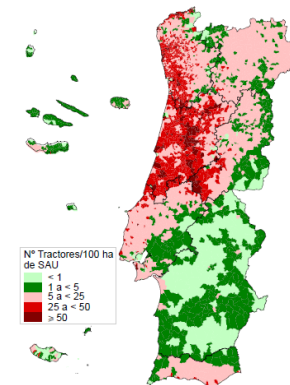 Nº Tractores/100 ha
de SAU
< 1
1 a < 5
5 a < 25
25 a < 50
≥ 50